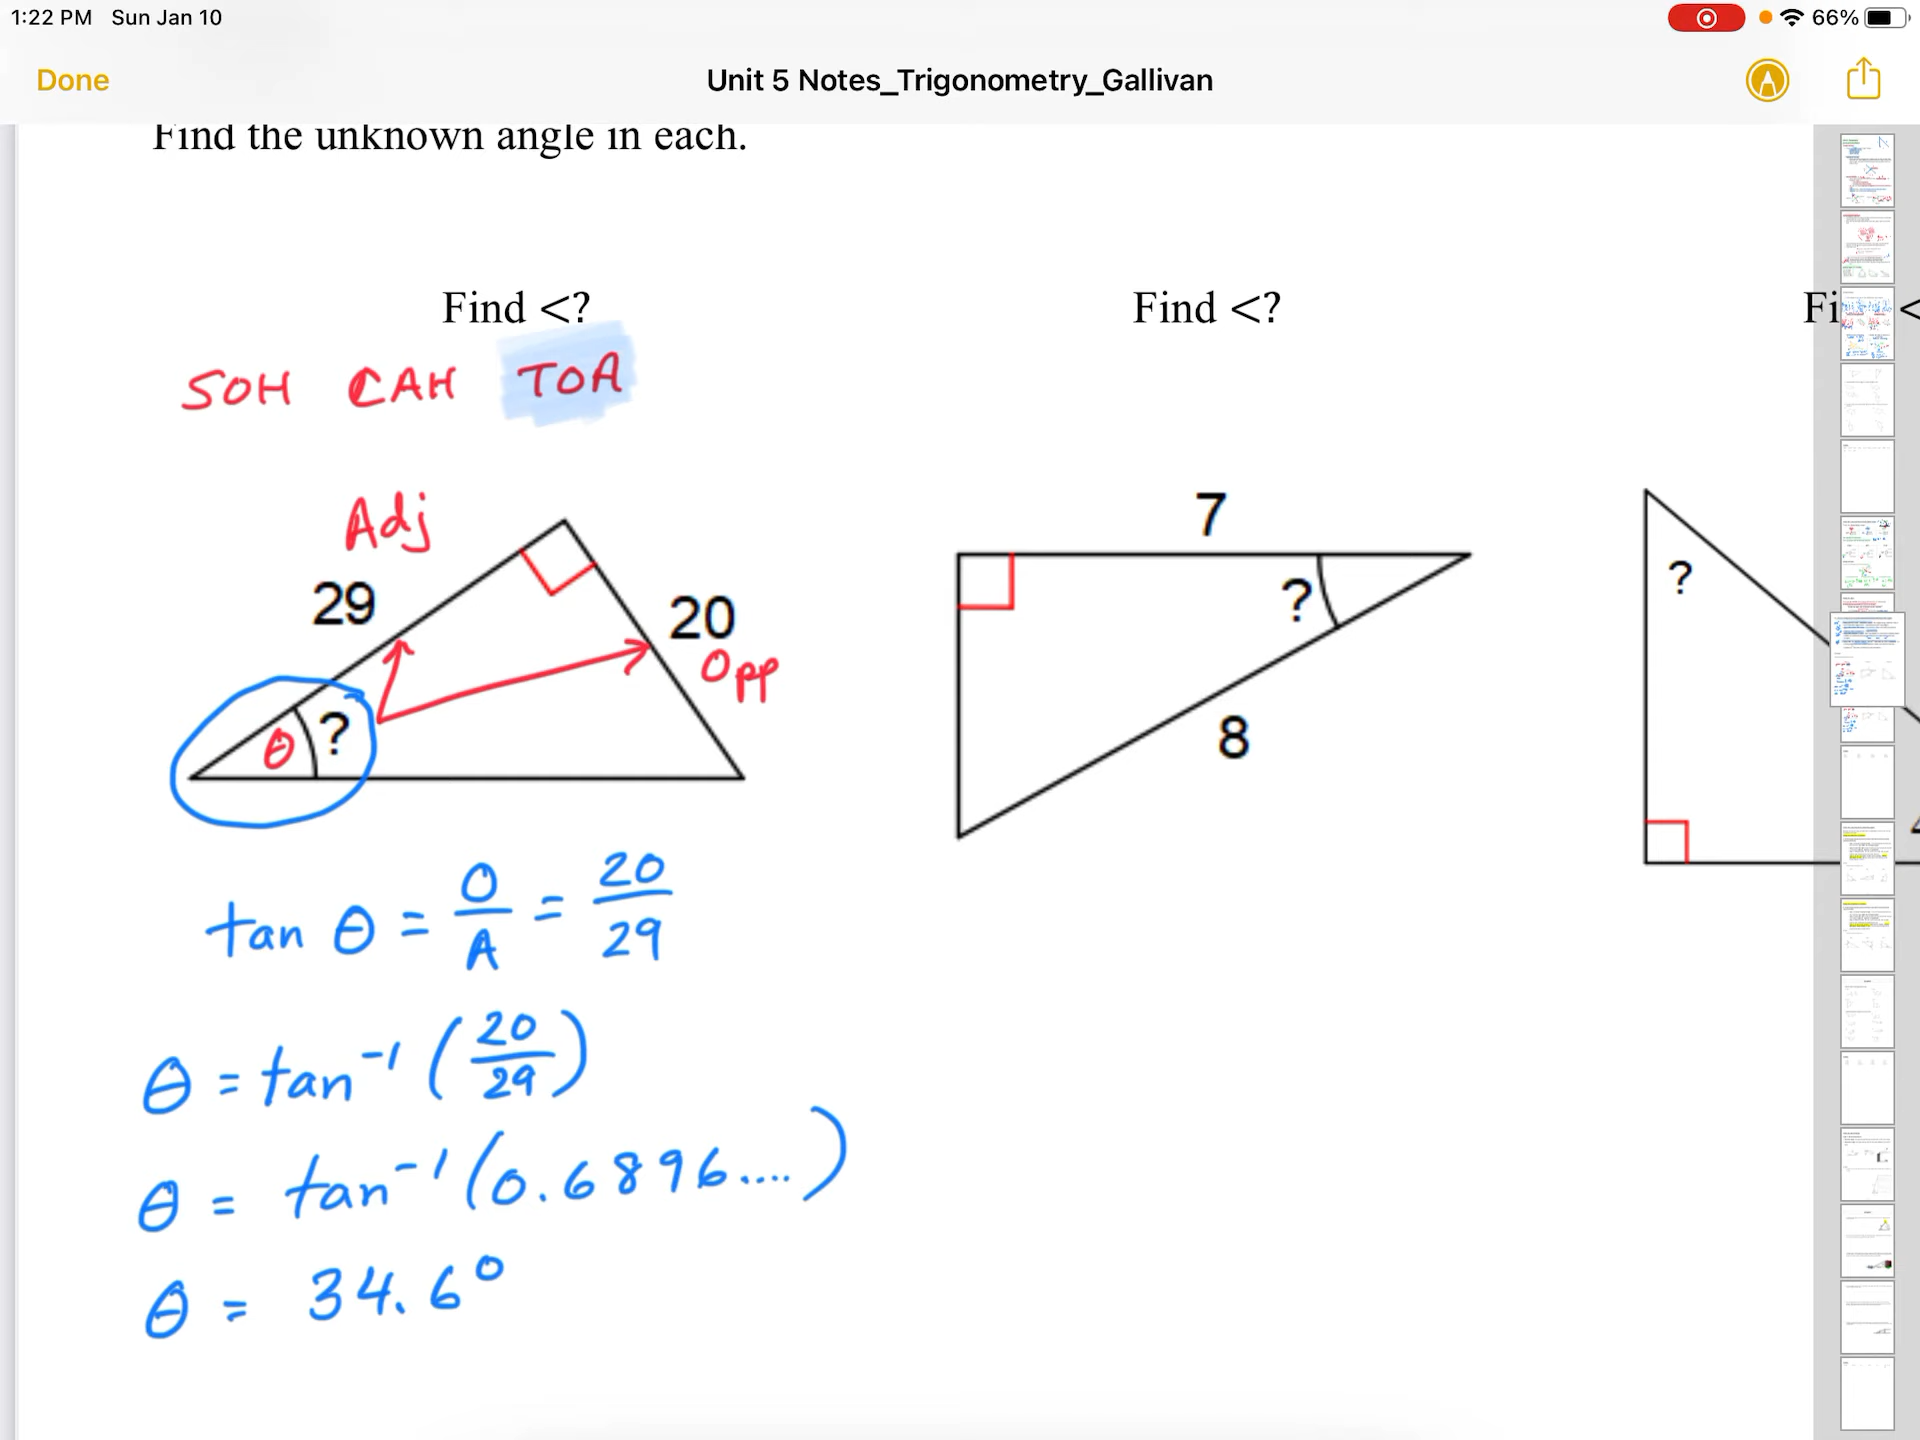 1:22 PM Sun Jan 10
66%
Done
Unit 5 Notes_Trigonometry_Gallivan
Find the unknown angle in each.
Find <?
Find <?
Fi <
SOH CAH TOA
Adj
29
20
Opp
θ ?
7
?
8
?
tan θ = O/A = 20/29
θ = tan⁻¹ (20/29)
θ = tan⁻¹ (0.6896....)
θ = 34.6°